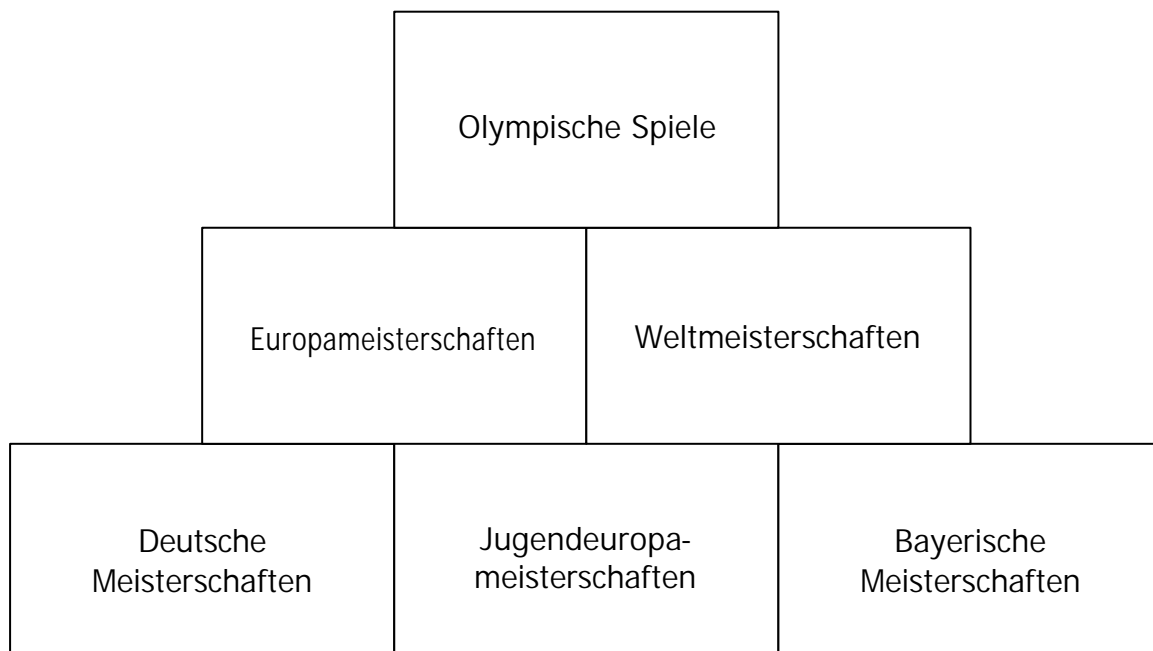 Olympische Spiele
Europameisterschaften
Weltmeisterschaften
Deutsche
Meisterschaften
Jugendeuropa-
meisterschaften
Bayerische
Meisterschaften